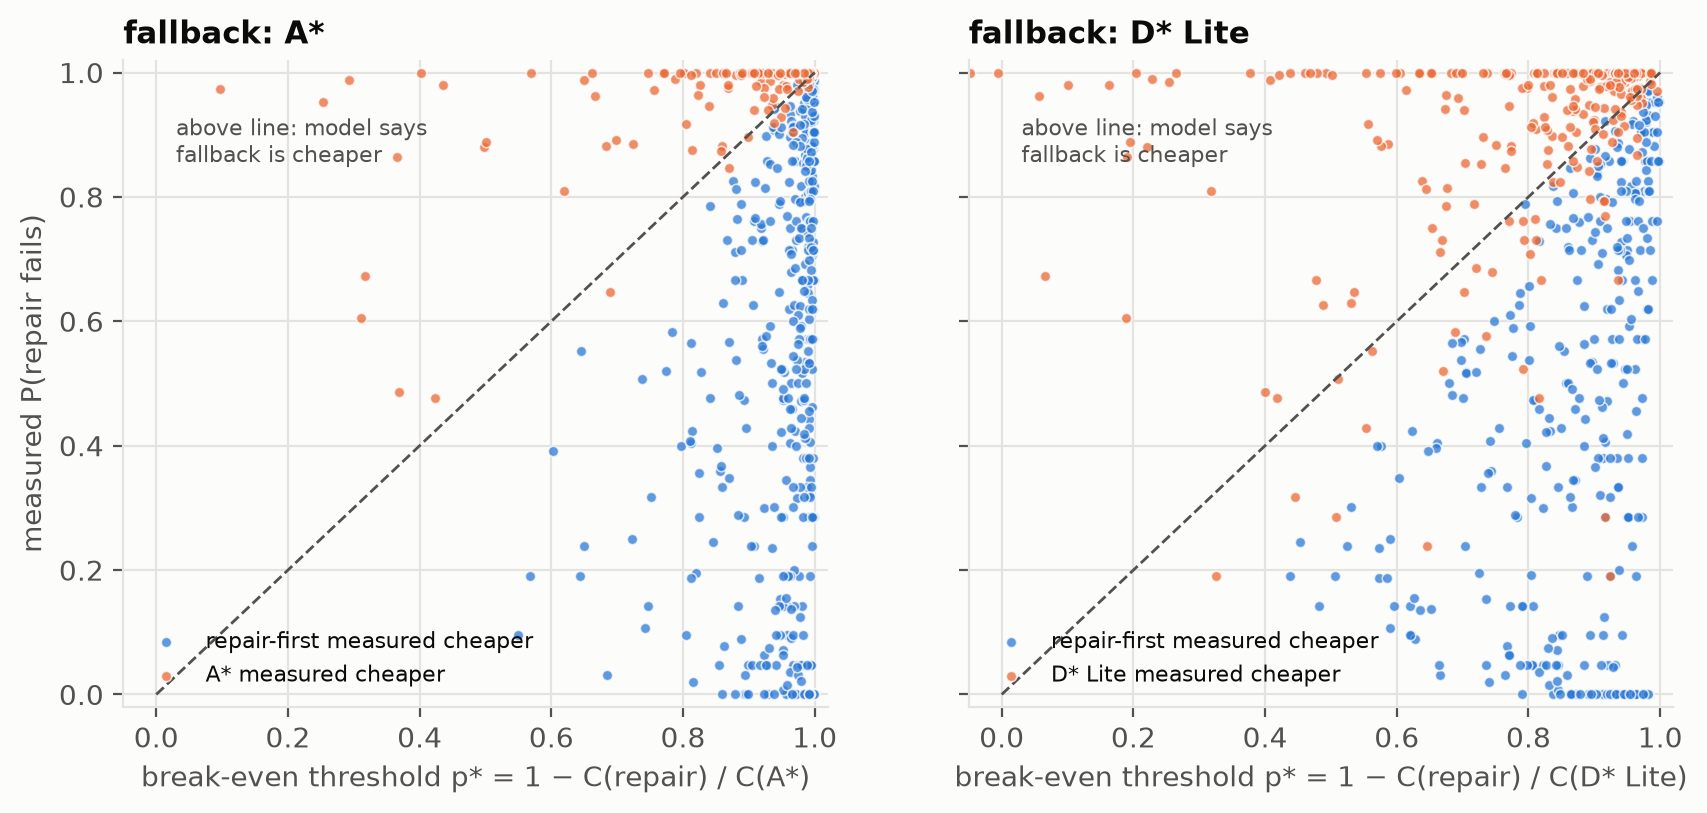 fallback: A*
fallback: D* Lite
measured P(repair fails)
1.0
0.8
0.6
0.4
0.2
0.0
above line: model says
fallback is cheaper
repair-first measured cheaper
A* measured cheaper
0.0 0.2 0.4 0.6 0.8 1.0
break-even threshold p* = 1 − C(repair) / C(A*)
above line: model says
fallback is cheaper
repair-first measured cheaper
D* Lite measured cheaper
0.0 0.2 0.4 0.6 0.8 1.0
break-even threshold p* = 1 − C(repair) / C(D* Lite)